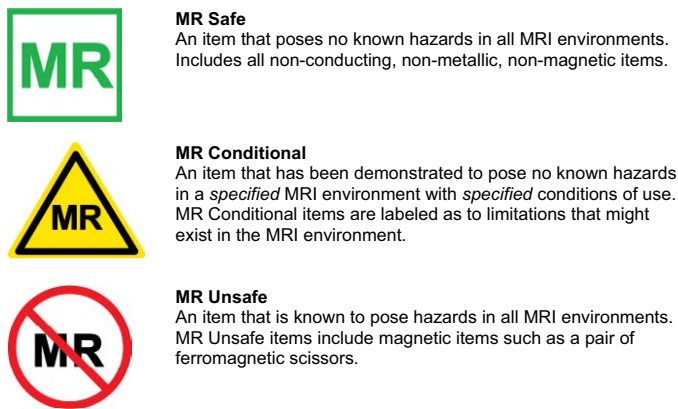 MR
MR Safe
An item that poses no known hazards in all MRI environments.
Includes all non-conducting, non-metallic, non-magnetic items.
MR
MR Conditional
An item that has been demonstrated to pose no known hazards
in a specified MRI environment with specified conditions of use.
MR Conditional items are labeled as to limitations that might
exist in the MRI environment.
MR
MR Unsafe
An item that is known to pose hazards in all MRI environments.
MR Unsafe items include magnetic items such as a pair of
ferromagnetic scissors.